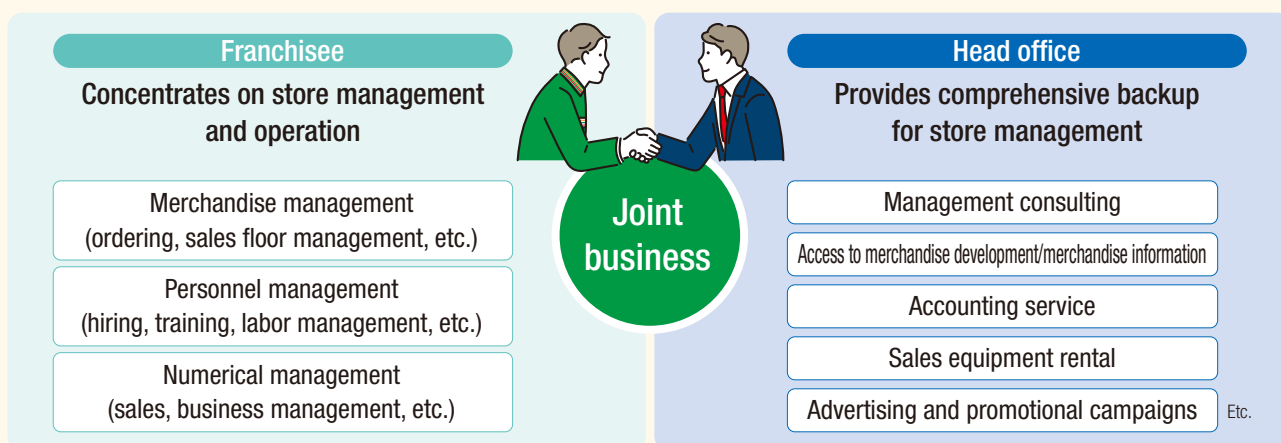 Franchisee
Concentrates on store management
and operation
Merchandise management
(ordering, sales floor management, etc.)
Personnel management
(hiring, training, labor management, etc.)
Numerical management
(sales, business management, etc.)
Joint
business
Head office
Provides comprehensive backup
for store management
Management consulting
Access to merchandise development/merchandise information
Accounting service
Sales equipment rental
Advertising and promotional campaigns
Etc.